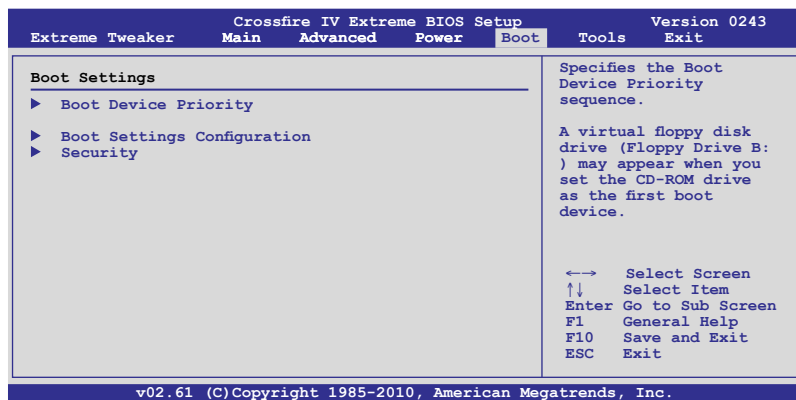 Crossfire IV Extreme BIOS Setup Version 0243
Extreme Tweaker Main Advanced Power Boot Tools Exit
Boot Settings
Boot Device Priority
Boot Settings Configuration
Security
Specifies the Boot
Device Priority
sequence.
A virtual floppy disk
drive (Floppy Drive B:
) may appear when you
set the CD-ROM drive
as the first boot
device.
←→ Select Screen
↑↓ Select Item
Enter Go to Sub Screen
F1 General Help
F10 Save and Exit
ESC Exit
v02.61 (C)Copyright 1985-2010, American Megatrends, Inc.